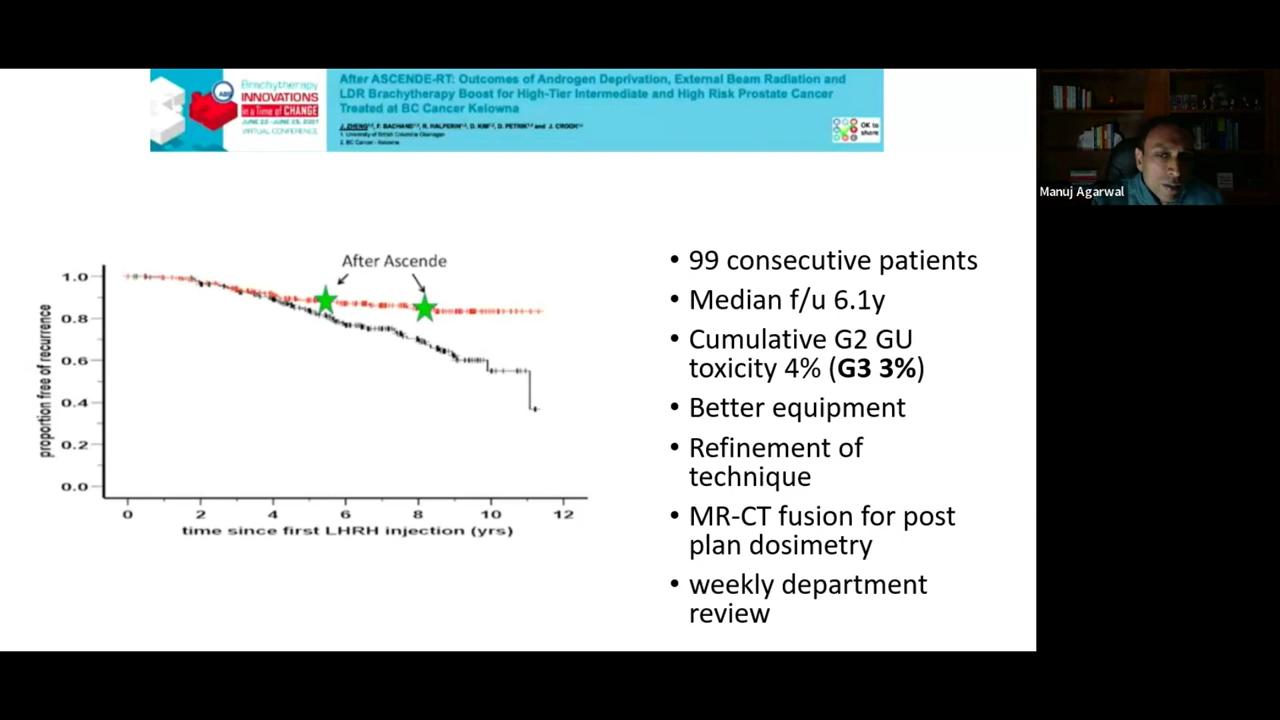 Brachytherapy
INNOVATIONS
in a Time of CHANGE
VIRTUAL CONFERENCE
After ASCENDE-RT: Outcomes of Androgen Deprivation, External Beam Radiation and
LDR Brachytherapy Boost for High-Tier Intermediate and High Risk Prostate Cancer
Treated at BC Cancer Kelowna
1. University of British Columbia Okanagan
2. BC Cancer - Kelowna
OK to
share
Manuj Agarwal
After Ascende
proportion free of recurrence
1.0
0.8
0.6
0.4
0.2
0.0
0 2 4 6 8 10 12
time since first LHRH injection (yrs)
• 99 consecutive patients
• Median f/u 6.1y
• Cumulative G2 GU
toxicity 4% (G3 3%)
• Better equipment
• Refinement of
technique
• MR-CT fusion for post
plan dosimetry
• weekly department
review